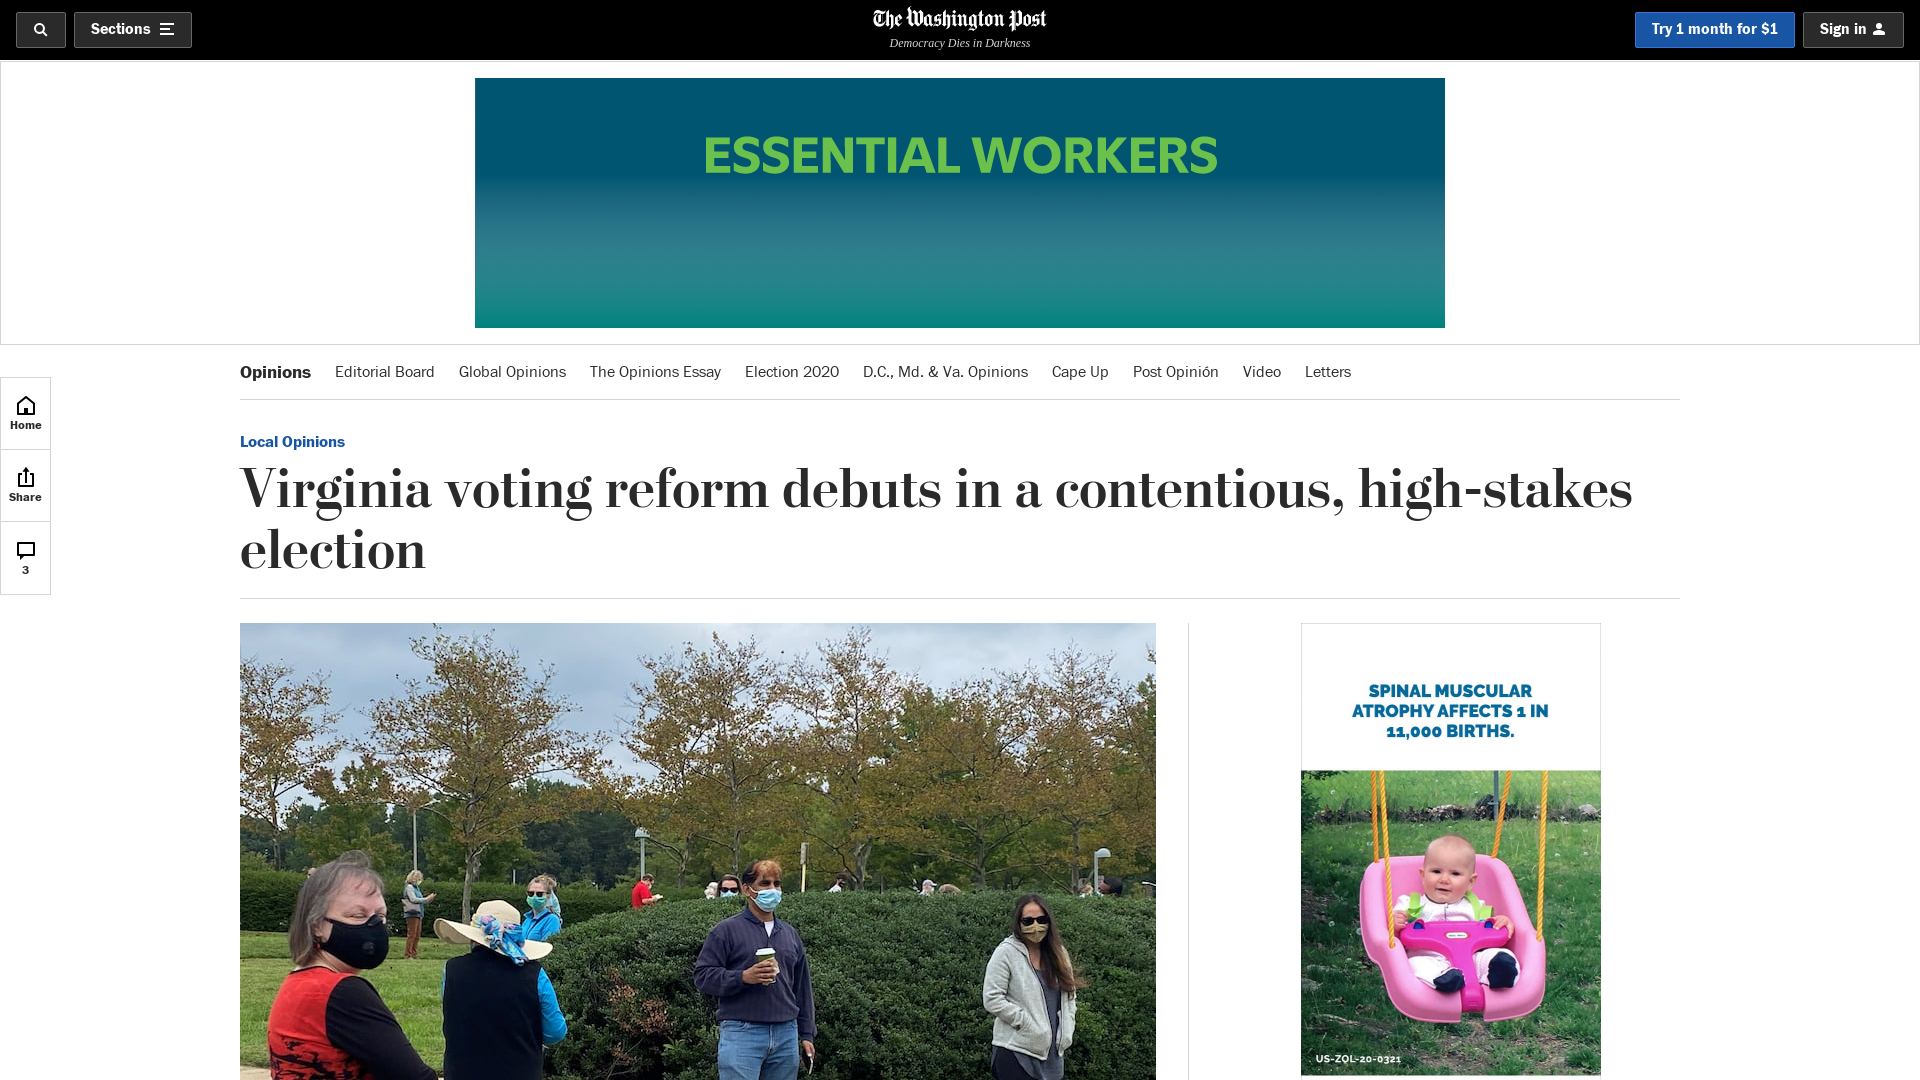 Sections
The Washington Post
Democracy Dies in Darkness
Try 1 month for $1
Sign in
ESSENTIAL WORKERS
Opinions Editorial Board Global Opinions The Opinions Essay Election 2020 D.C., Md. & Va. Opinions Cape Up Post Opinión Video Letters
Home
Share
3
Local Opinions
Virginia voting reform debuts in a contentious, high-stakes
election
SPINAL MUSCULAR
ATROPHY AFFECTS 1 IN
11,000 BIRTHS.
US-ZOL-20-0321